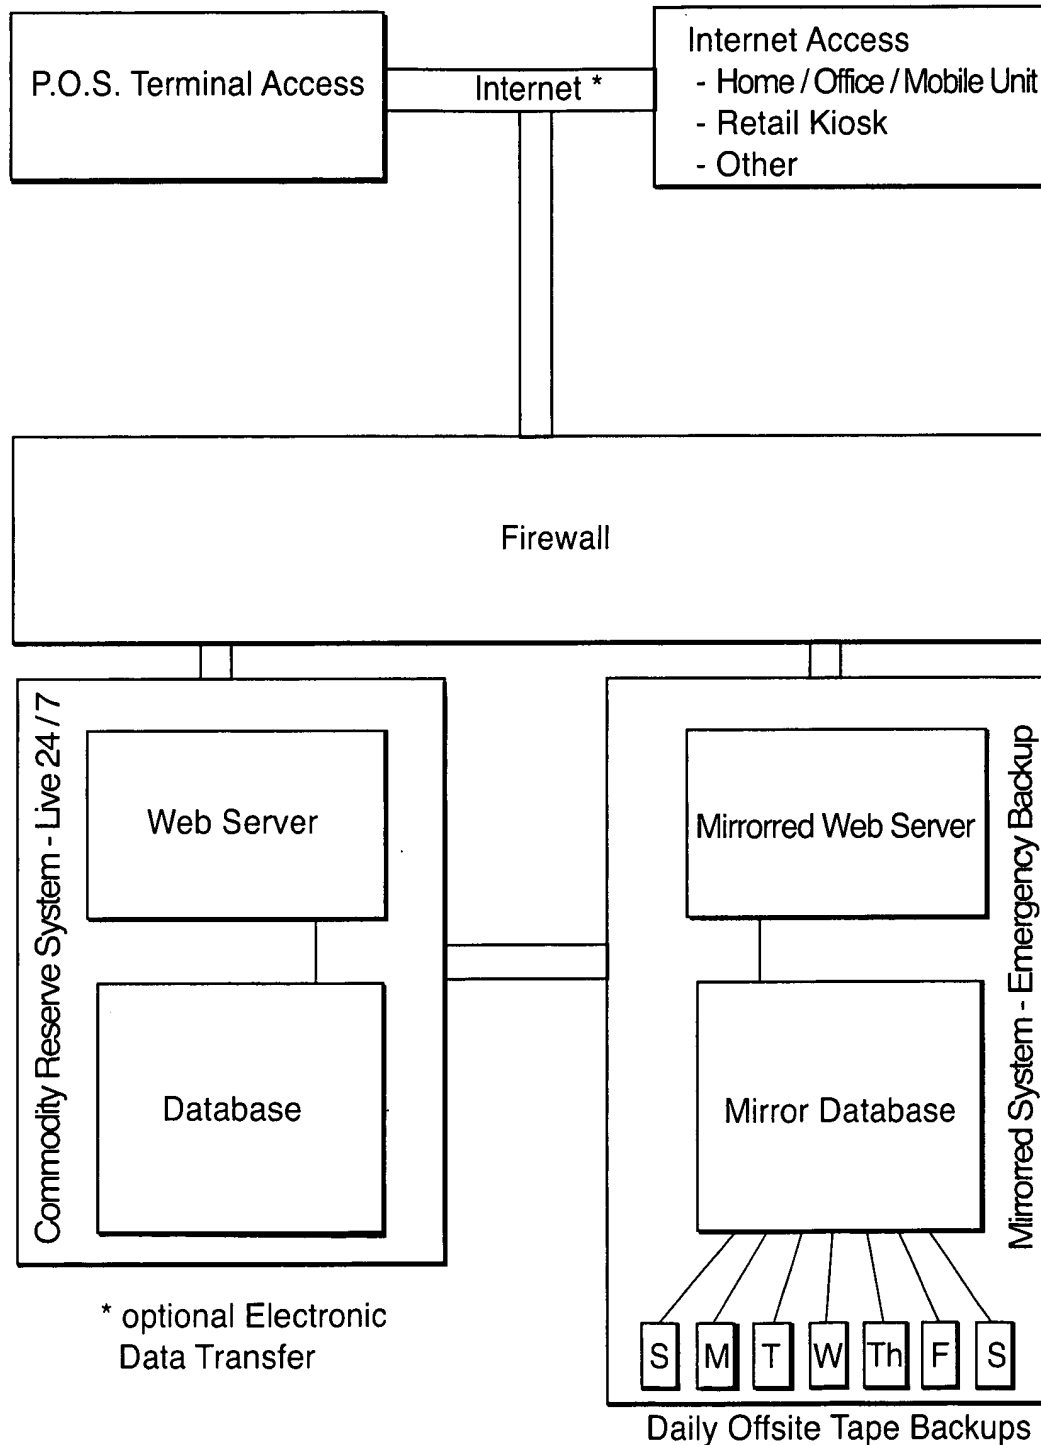 P.O.S. Terminal Access
Internet *
Internet Access
- Home / Office / Mobile Unit
- Retail Kiosk
- Other
Firewall
Commodity Reserve System - Live 24 / 7
Web Server
Database
Mirrorred Web Server
Mirror Database
Mirrorred System - Emergency Backup
* optional Electronic
Data Transfer
S M T W Th F S
Daily Offsite Tape Backups